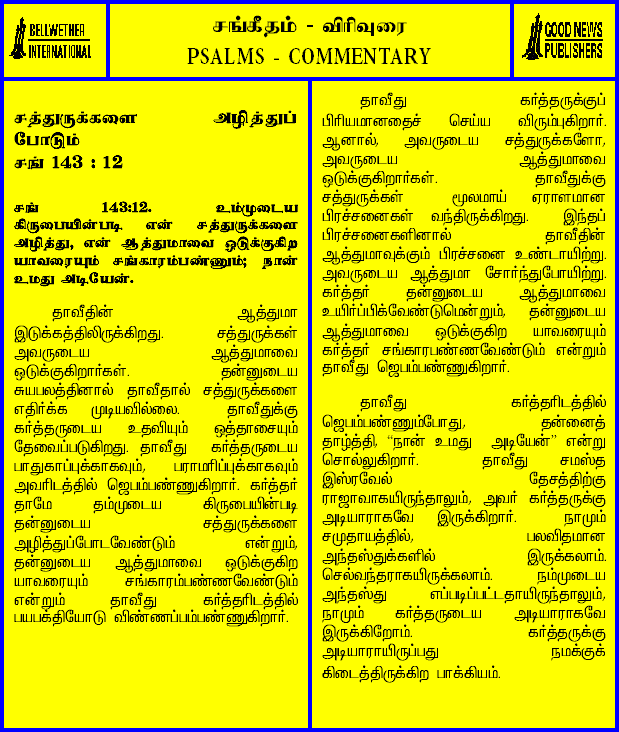 BELLWETHER
INTERNATIONAL
சங்கீதம் - விரிவுரை
PSALMS - COMMENTARY
GOOD NEWS
PUBLISHERS
சத்துருக்களை அழித்துப்
போடும்
சங் 143 : 12
சங் 143:12. உம்முடைய
கிருபையின்படி என் சத்துருக்களை
அழித்து, என் ஆத்துமாவை ஒடுக்குகிற
யாவரையும் சங்காரம்பண்ணும்; நான்
உமது அடியேன்.
தாவீதின் ஆத்துமா
இடுக்கத்திலிருக்கிறது. சத்துருக்கள்
அவருடைய ஆத்துமாவை
ஒடுக்குகிறார்கள். தன்னுடைய
சுயபலத்தினால் தாவீதால் சத்துருக்களை
எதிர்க்க முடியவில்லை. தாவீதுக்கு
கர்த்தருடைய உதவியும் ஒத்தாசையும்
தேவைப்படுகிறது. தாவீது கர்த்தருடைய
பாதுகாப்புக்காகவும், பராமரிப்புக்காகவும்
அவரிடத்தில் ஜெபம்பண்ணுகிறார். கர்த்தர்
தாமே தம்முடைய கிருபையின்படி
தன்னுடைய சத்துருக்களை
அழித்துப்போடவேண்டும் என்றும்,
தன்னுடைய ஆத்துமாவை ஒடுக்குகிற
யாவரையும் சங்காரம்பண்ணவேண்டும்
என்றும் தாவீது கர்த்தரிடத்தில்
பயபக்தியோடு விண்ணப்பம்பண்ணுகிறார்.
தாவீது கர்த்தருக்குப்
பிரியமானதைச் செய்ய விரும்புகிறார்.
ஆனால், அவருடைய சத்துருக்களோ,
அவருடைய ஆத்துமாவை
ஒடுக்குகிறார்கள். தாவீதுக்கு
சத்துருக்கள் மூலமாய் ஏராளமான
பிரச்சனைகள் வந்திருக்கிறது. இந்தப்
பிரச்சனைகளினால் தாவீதின்
ஆத்துமாவுக்கும் பிரச்சனை உண்டாயிற்று.
அவருடைய ஆத்துமா சோர்ந்துபோயிற்று.
கர்த்தர் தன்னுடைய ஆத்துமாவை
உயிர்ப்பிக்வேண்டுமென்றும், தன்னுடைய
ஆத்துமாவை ஒடுக்குகிற யாவரையும்
கர்த்தர் சங்காரபண்ணவேண்டும் என்றும்
தாவீது ஜெபம்பண்ணுகிறார்.
தாவீது கர்த்தரிடத்தில்
ஜெபம்பண்ணும்போது, தன்னைத்
தாழ்த்தி, “நான் உமது அடியேன்” என்று
சொல்லுகிறார். தாவீது சமஸ்த
இஸ்ரவேல் தேசத்திற்கு
ராஜாவாகயிருந்தாலும், அவர் கர்த்தருக்கு
அடியாராகவே இருக்கிறார். நாமும்
சமுதாயத்தில், பலவிதமான
அந்தஸ்துக்களில் இருக்கலாம்.
செல்வந்தராகயிருக்கலாம். நம்முடைய
அந்தஸ்து எப்படிப்பட்டதாயிருந்தாலும்,
நாமும் கர்த்தருடைய அடியாராகவே
இருக்கிறோம். கர்த்தருக்கு
அடியாராயிருப்பது நமக்குக்
கிடைத்திருக்கிற பாக்கியம்.